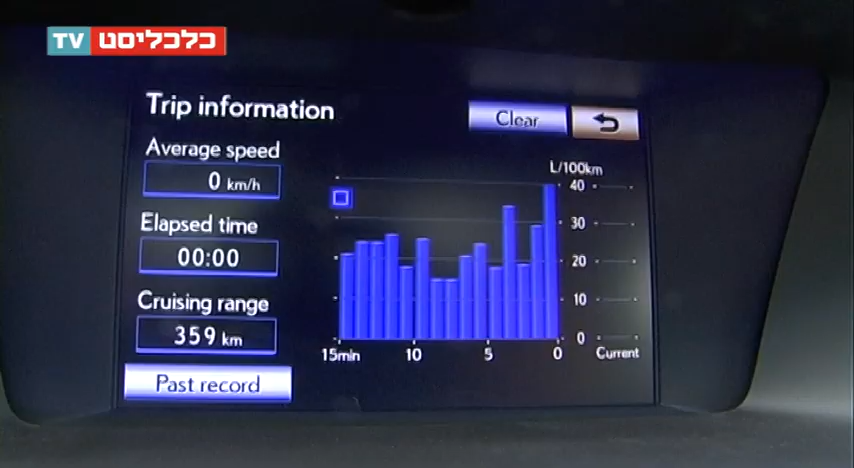 TV כלכליסט
Trip information
Clear
Average speed
0 km/h
Elapsed time
00:00
Cruising range
359 km
Past record
L/100km
40
30
20
10
0
15min 10 5 0 Current